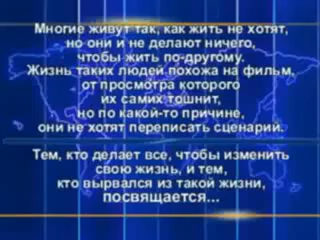 Многие живут так, как жить не хотят,
но они и не делают ничего,
чтобы жить по-другому.
Жизнь таких людей похожа на фильм,
от просмотра которого
их самих тошнит,
но по какой-то причине,
они не хотят переписать сценарий.
Тем, кто делает все, чтобы изменить
свою жизнь, и тем,
кто вырвался из такой жизни,
посвящается...